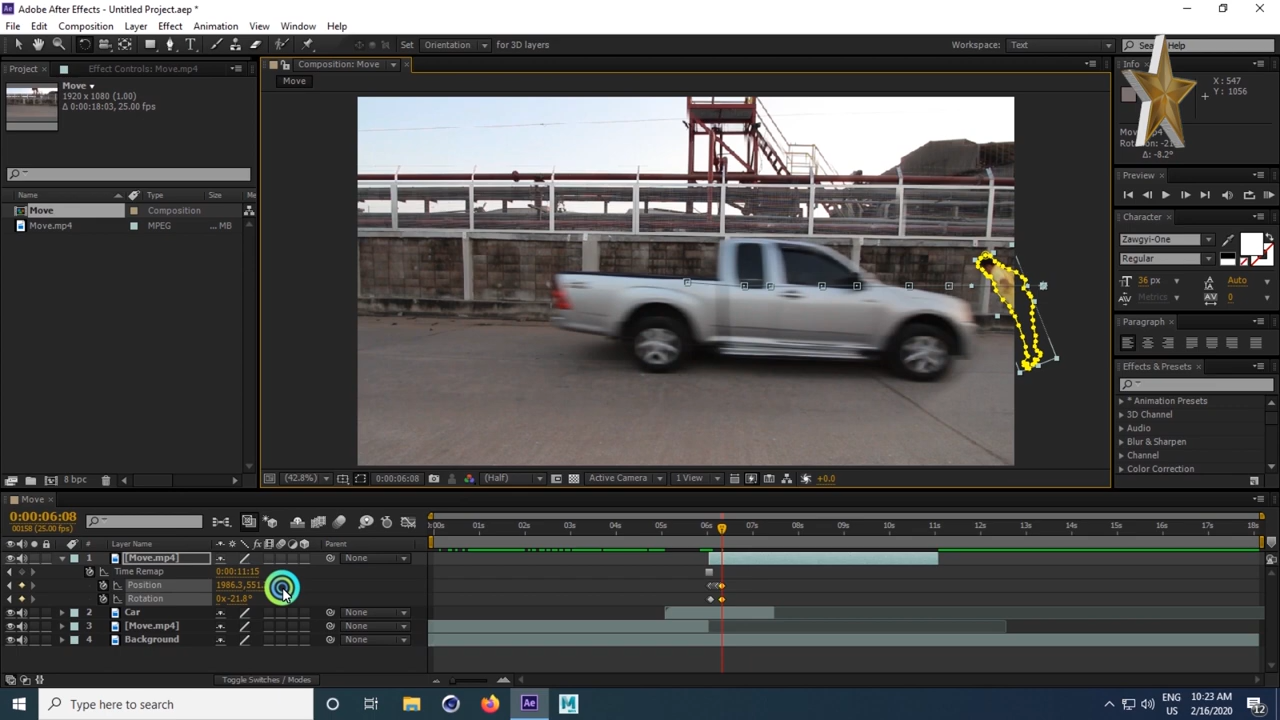 Adobe After Effects - Untitled Project.aep *
File Edit Composition Layer Effect Animation View Window Help
Set Orientation for 3D layers Workspace: Text Help
Project Effect Controls: Move.mp4 Composition: Move Info
Move
Move
1920 x 1080 (1.00)
Δ 0:00:18:03, 25.00 fps
X : 547
Y : 1056
Δ: -8.2°
Name Type Size
Move Composition
Move.mp4 MPEG ... MB
Preview
Character
Zawgyi-One
Regular
36 px Auto
Metrics 0
Paragraph
Effects & Presets
* Animation Presets
3D Channel
Audio
Blur & Sharpen
Channel
Color Correction
8 bpc (42.8%) 0:00:06:08 (Half) Active Camera 1 View +0.0
Move
0:00:06:08
00158 (25.00 fps)
:00s 01s 02s 03s 04s 05s 06s 07s 08s 09s 10s 11s 12s 13s 14s 15s 16s 17s 18s
# Layer Name Parent
1 [Move.mp4] None
Time Remap 0:00:11:15
Position 1986.3,551.
Rotation 0x-21.8°
2 Car None
3 [Move.mp4] None
4 Background None
Toggle Switches / Modes
Type here to search
Ae
ENG
US
10:23 AM
2/16/2020
12